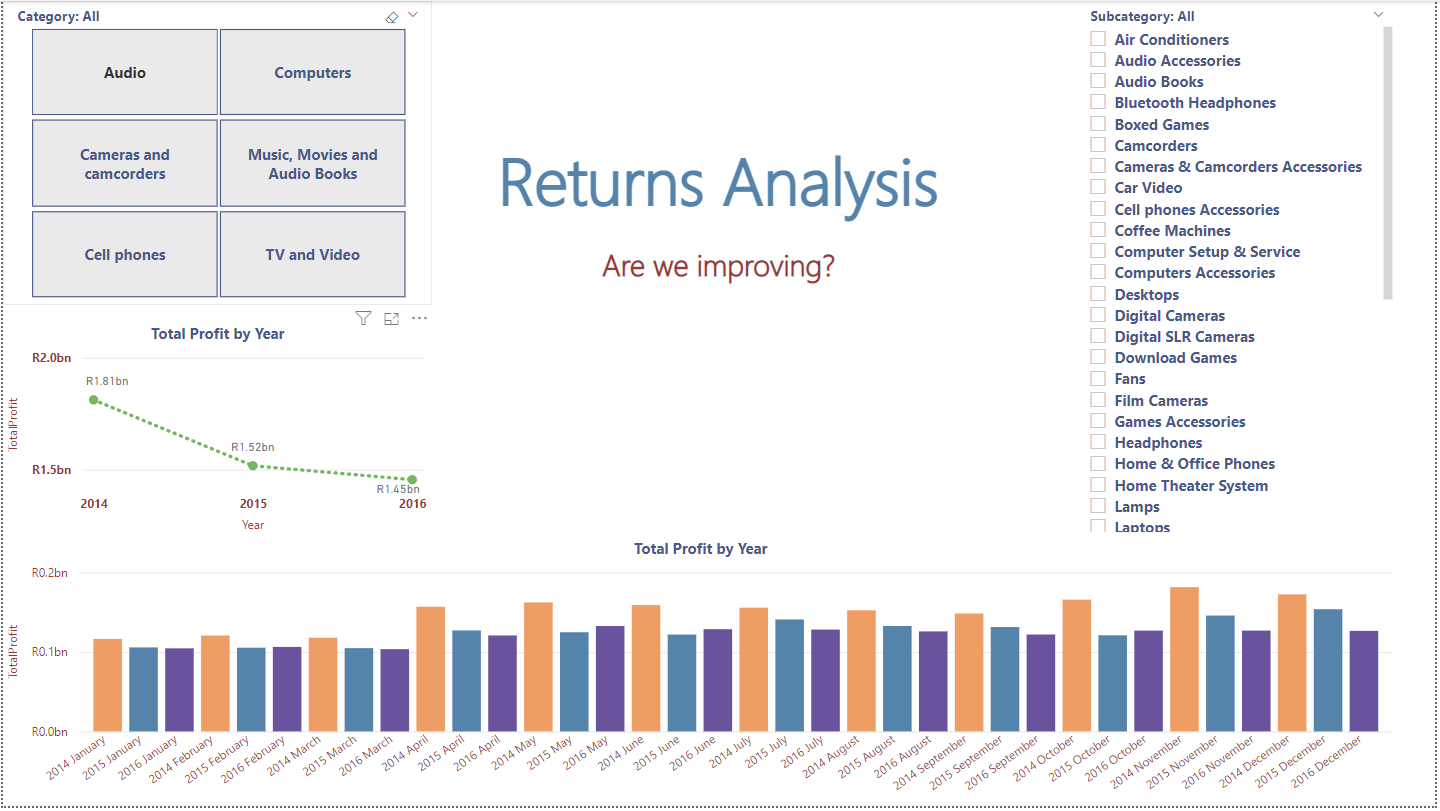 Category: All
Audio
Computers
Cameras and
camcorders
Music, Movies and
Audio Books
Cell phones
TV and Video
Returns Analysis
Are we improving?
Subcategory: All
Air Conditioners
Audio Accessories
Audio Books
Bluetooth Headphones
Boxed Games
Camcorders
Cameras & Camcorders Accessories
Car Video
Cell phones Accessories
Coffee Machines
Computer Setup & Service
Computers Accessories
Desktops
Digital Cameras
Digital SLR Cameras
Download Games
Fans
Film Cameras
Games Accessories
Headphones
Home & Office Phones
Home Theater System
Lamps
Laptops
Total Profit by Year
TotalProfit
R2.0bn
R1.5bn
R1.81bn
R1.52bn
R1.45bn
2014
2015
2016
Year
Total Profit by Year
TotalProfit
R0.2bn
R0.1bn
R0.0bn
2014 January
2015 January
2016 January
2014 February
2015 February
2016 February
2014 March
2015 March
2016 March
2014 April
2015 April
2016 April
2014 May
2015 May
2016 May
2014 June
2015 June
2016 June
2014 July
2015 July
2016 July
2014 August
2015 August
2016 August
2014 September
2015 September
2016 September
2014 October
2015 October
2016 October
2014 November
2015 November
2016 November
2014 December
2015 December
2016 December